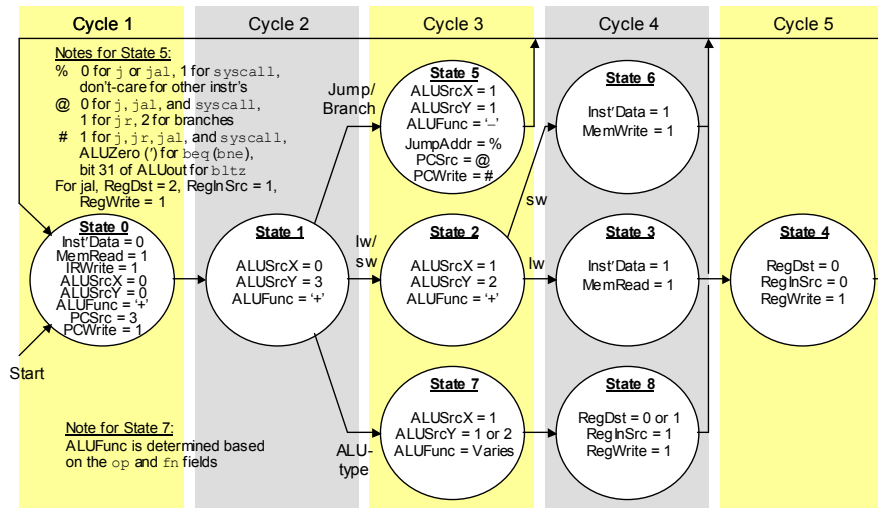 Cycle 1
Cycle 2
Cycle 3
Cycle 4
Cycle 5
Notes for State 5:
% 0 for j or jal, 1 for syscall,
don't-care for other instr's
@ 0 for j, jal, and syscall,
1 for jr, 2 for branches
# 1 for j, jr, jal, and syscall,
ALUZero (') for beq (bne),
bit 31 of ALUout for bltz
For jal, RegDst = 2, RegInSrc = 1,
RegWrite = 1
Jump/
Branch
State 5
ALUSrcX = 1
ALUSrcY = 1
ALUFunc = ‘–’
JumpAddr = %
PCSrc = @
PCWrite = #
State 6
Inst′Data = 1
MemWrite = 1
sw
State 0
Inst′Data = 0
MemRead = 1
IRWrite = 1
ALUSrcX = 0
ALUSrcY = 0
ALUFunc = ‘+’
PCSrc = 3
PCWrite = 1
Start
State 1
ALUSrcX = 0
ALUSrcY = 3
ALUFunc = ‘+’
lw/
sw
State 2
ALUSrcX = 1
ALUSrcY = 2
ALUFunc = ‘+’
lw
State 3
Inst′Data = 1
MemRead = 1
State 4
RegDst = 0
RegInSrc = 0
RegWrite = 1
Note for State 7:
ALUFunc is determined based
on the op and fn fields
ALU-
type
State 7
ALUSrcX = 1
ALUSrcY = 1 or 2
ALUFunc = Varies
State 8
RegDst = 0 or 1
RegInSrc = 1
RegWrite = 1